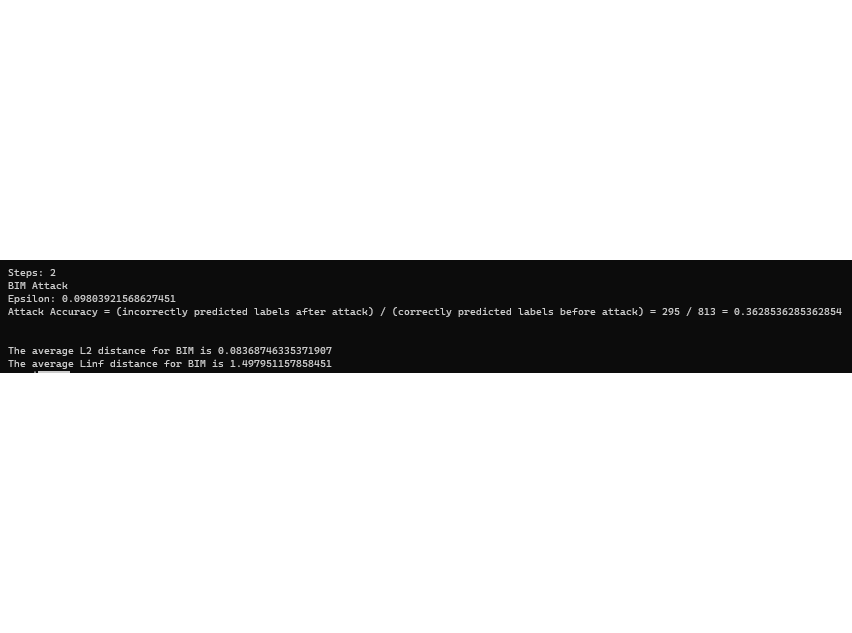 Steps: 2
BIM Attack
Epsilon: 0.09803921568627451
Attack Accuracy = (incorrectly predicted labels after attack) / (correctly predicted labels before attack) = 295 / 813 = 0.3628536285362854
The average L2 distance for BIM is 0.08368746335371907
The average Linf distance for BIM is 1.497951157858451